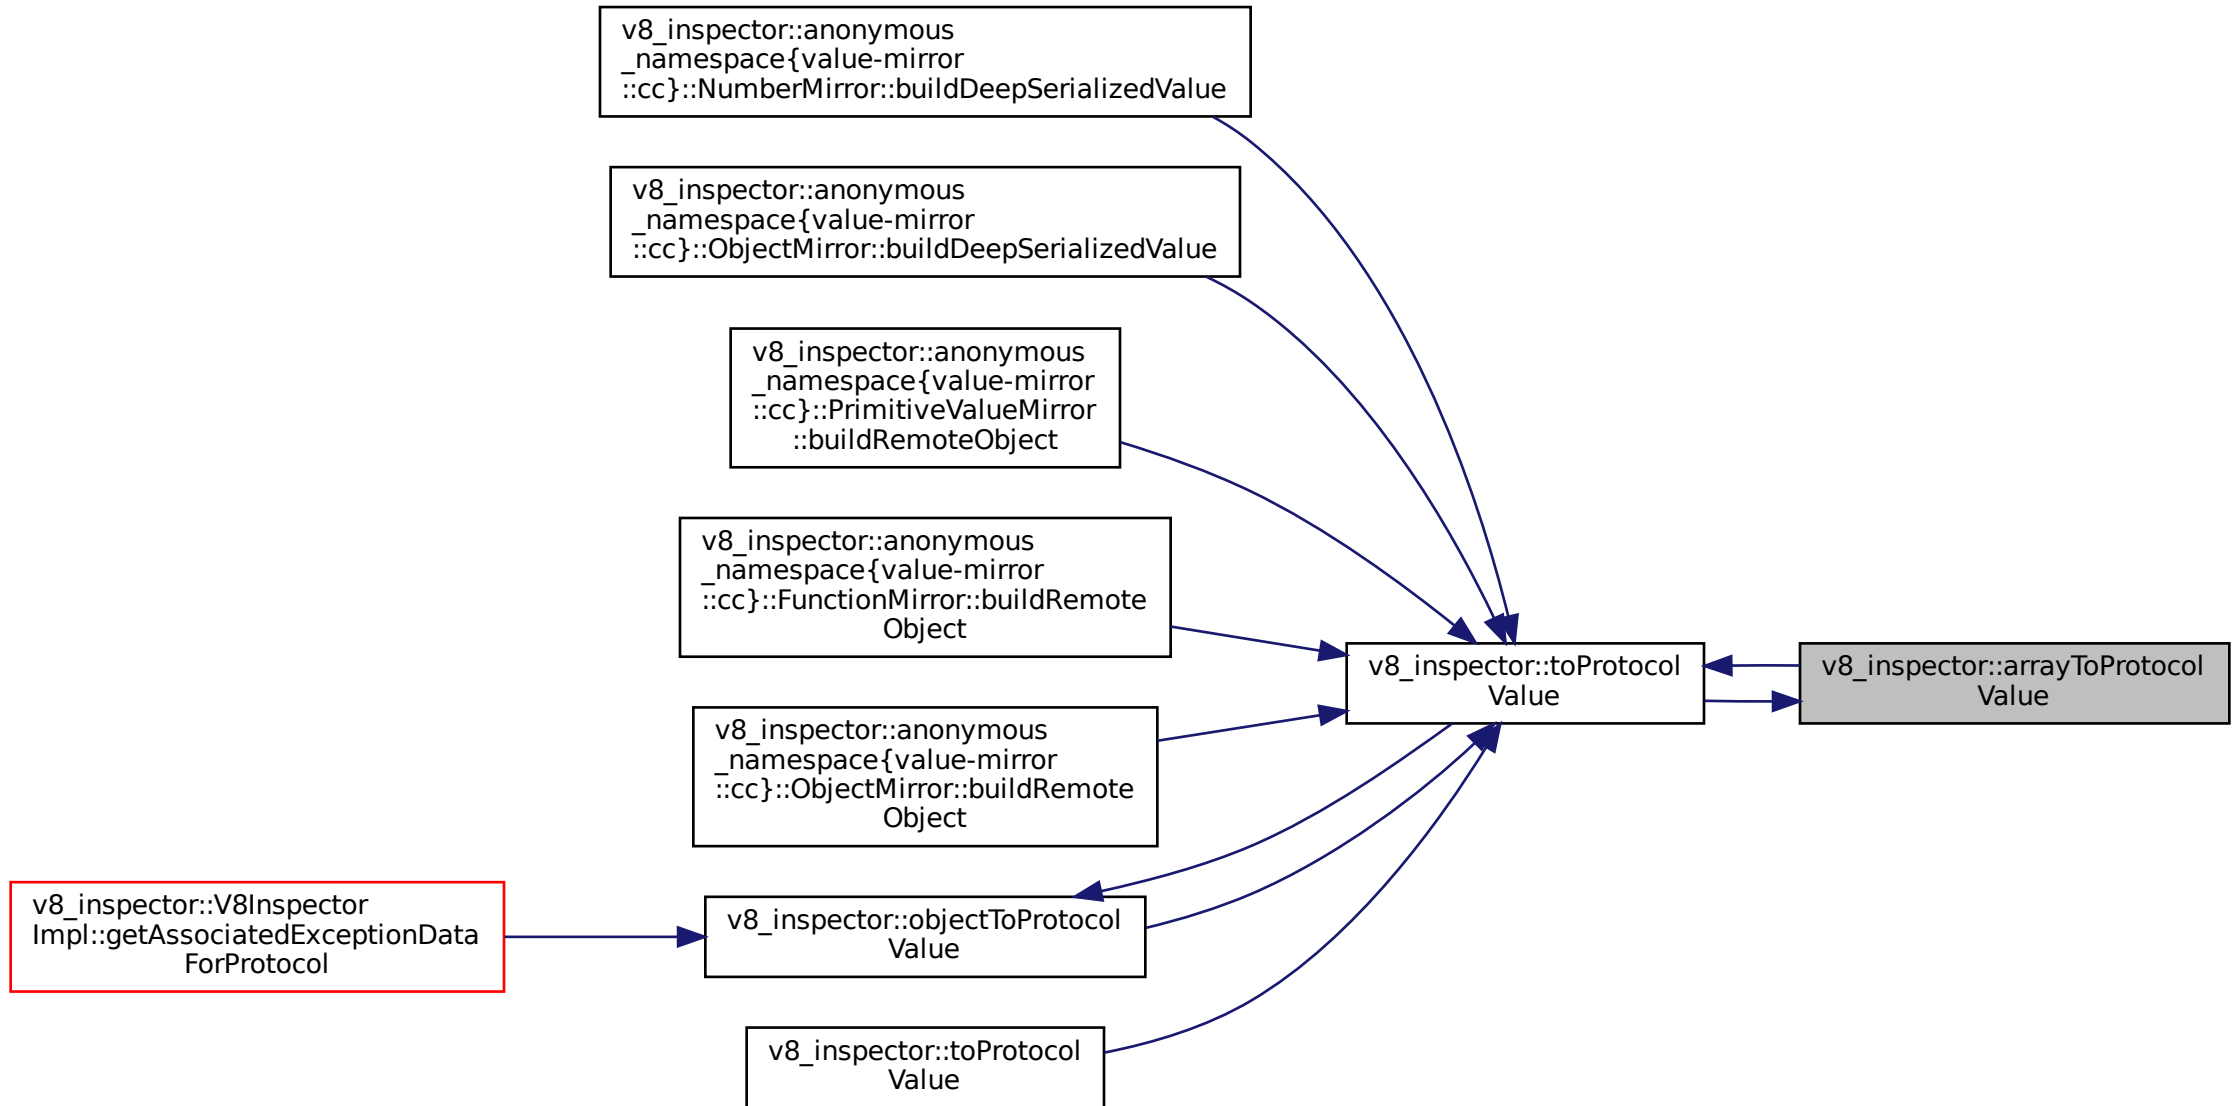 v8_inspector::anonymous
_namespace{value-mirror
::cc}::NumberMirror::buildDeepSerializedValue
v8_inspector::anonymous
_namespace{value-mirror
::cc}::ObjectMirror::buildDeepSerializedValue
v8_inspector::anonymous
_namespace{value-mirror
::cc}::PrimitiveValueMirror
::buildRemoteObject
v8_inspector::anonymous
_namespace{value-mirror
::cc}::FunctionMirror::buildRemote
Object
v8_inspector::toProtocol
Value
v8_inspector::arrayToProtocol
Value
v8_inspector::anonymous
_namespace{value-mirror
::cc}::ObjectMirror::buildRemote
Object
v8_inspector::V8Inspector
Impl::getAssociatedExceptionData
ForProtocol
v8_inspector::objectToProtocol
Value
v8_inspector::toProtocol
Value